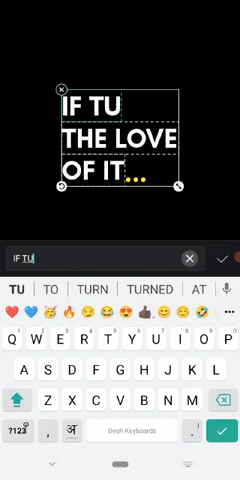 IF TU
THE LOVE
OF IT...
IF TU
TU TO TURN TURNED AT
Q W E R T Y U I O P
A S D F G H J K L
Z X C V B N M
?123 , अ Desh Keyboards .